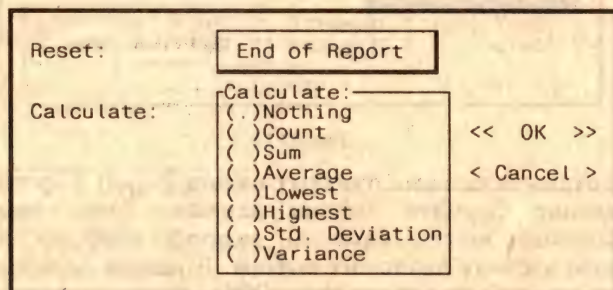 Reset: End of Report
Calculate:
Calculate:
(.)Nothing
( )Count
( )Sum
( )Average
( )Lowest
( )Highest
( )Std. Deviation
( )Variance
<< OK >>
< Cancel >